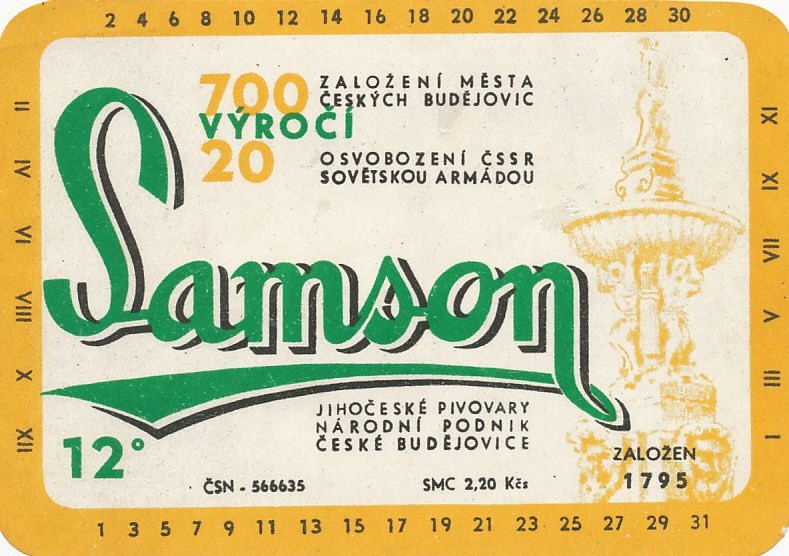 2 4 6 8 10 12 14 16 18 20 22 24 26 28 30
700 ZALOŽENÍ MĚSTA
ČESKÝCH BUDĚJOVIC
VÝROČÍ
20 OSVOBOZENÍ ČSSR
SOVĚTSKOU ARMÁDOU
Samson
JIHOČESKÉ PIVOVARY
NÁRODNÍ PODNIK
ČESKÉ BUDĚJOVICE
12°
ČSN - 566635 SMC 2,20 Kčs
ZALOŽEN
1795
II
IV
VI
VIII
X
XII
XI
IX
VII
V
III
I
1 3 5 7 9 11 13 15 17 19 21 23 25 27 29 31